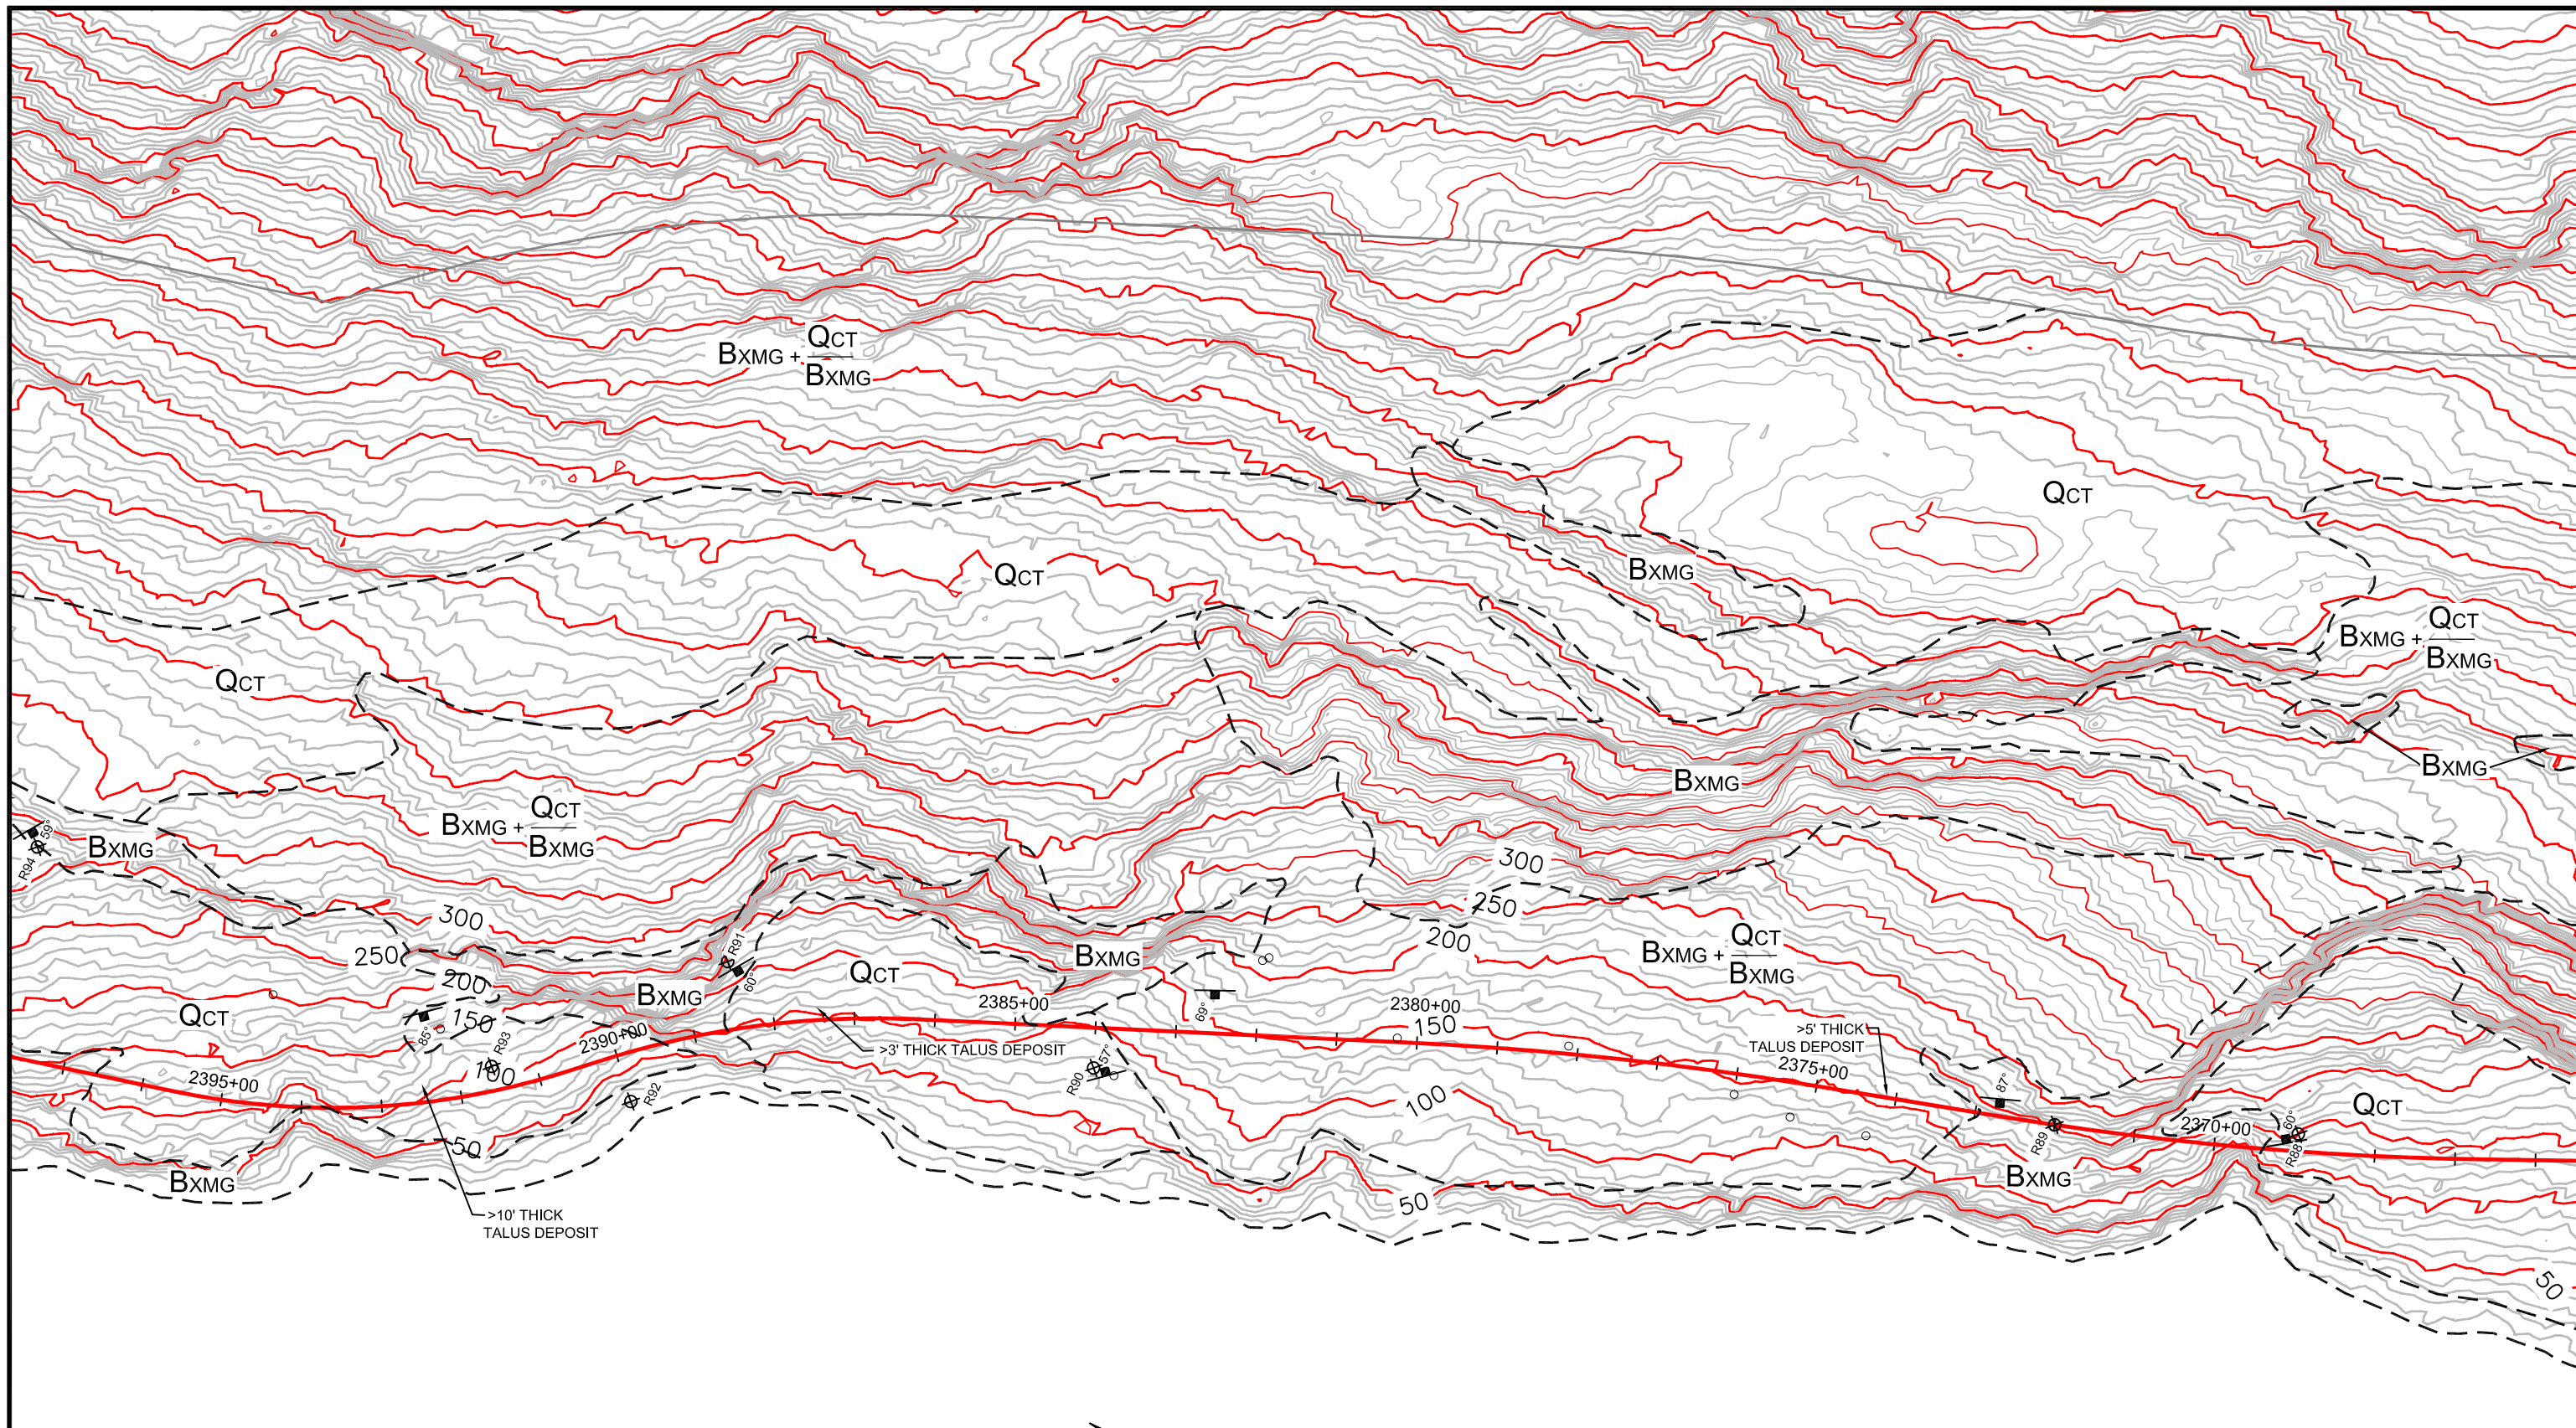 QCT
BXMG + BXMG
QCT
QCT
BXMG
QCT
QCT
BXMG + BXMG
QCT
BXMG
BXMG
QCT
BXMG + BXMG
BXMG
59°
R94
300
250
200
150
100
50
300
250
200
150
100
50
50
R91
60°
BXMG
BXMG
QCT
BXMG + BXMG
QCT
QCT
BXMG
85°
R93
R92
2395+00
2390+00
2385+00
2380+00
2375+00
2370+00
>3' THICK TALUS DEPOSIT
>5' THICK
TALUS DEPOSIT
69°
R90
57°
87°
R89
60°
R88
QCT
BXMG
BXMG
>10' THICK
TALUS DEPOSIT